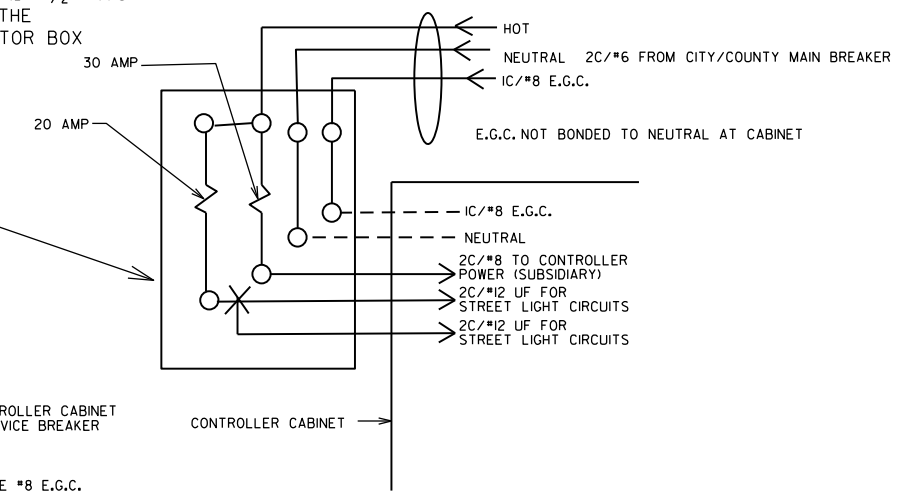 THE
TOR BOX
30 AMP
20 AMP
HOT
NEUTRAL 2C/#6 FROM CITY/COUNTY MAIN BREAKER
1C/#8 E.G.C.
E.G.C. NOT BONDED TO NEUTRAL AT CABINET
1C/#8 E.G.C.
NEUTRAL
2C/#8 TO CONTROLLER
POWER (SUBSIDIARY)
2C/#12 UF FOR
STREET LIGHT CIRCUITS
2C/#12 UF FOR
STREET LIGHT CIRCUITS
ROLLER CABINET
VICE BREAKER
CONTROLLER CABINET
E #8 E.G.C.